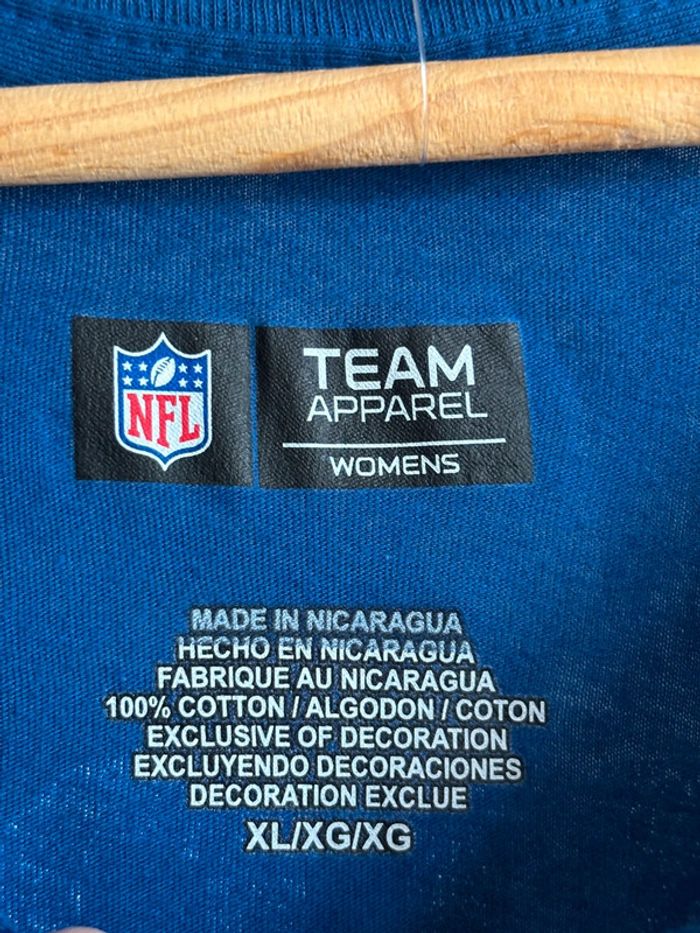 NFL
TEAM
APPAREL
WOMENS
MADE IN NICARAGUA
HECHO EN NICARAGUA
FABRIQUE AU NICARAGUA
100% COTTON / ALGODON / COTON
EXCLUSIVE OF DECORATION
EXCLUYENDO DECORACIONES
DECORATION EXCLUE
XL/XG/XG